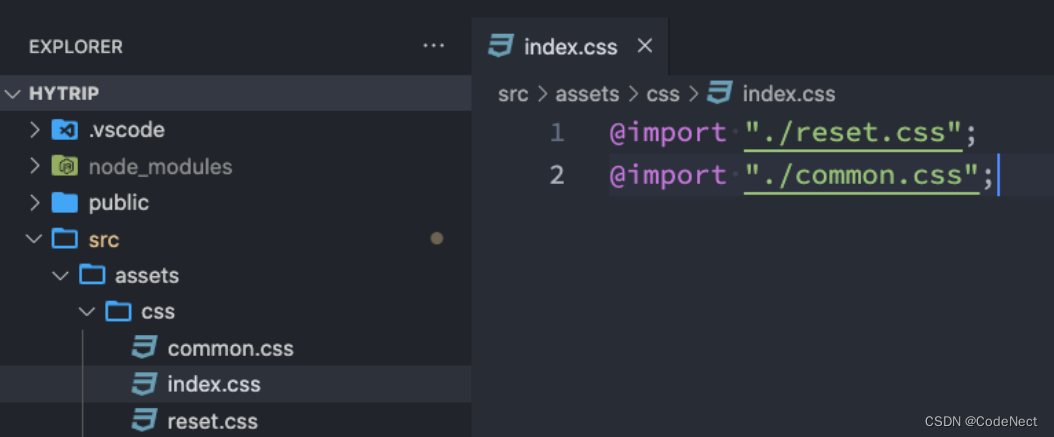 EXPLORER ···
HYTRIP
.vscode
node_modules
public
src
assets
css
common.css
index.css
reset.css
index.css ×
src > assets > css > index.css
1 @import "./reset.css";
2 @import "./common.css";
CSDN @CodeNect